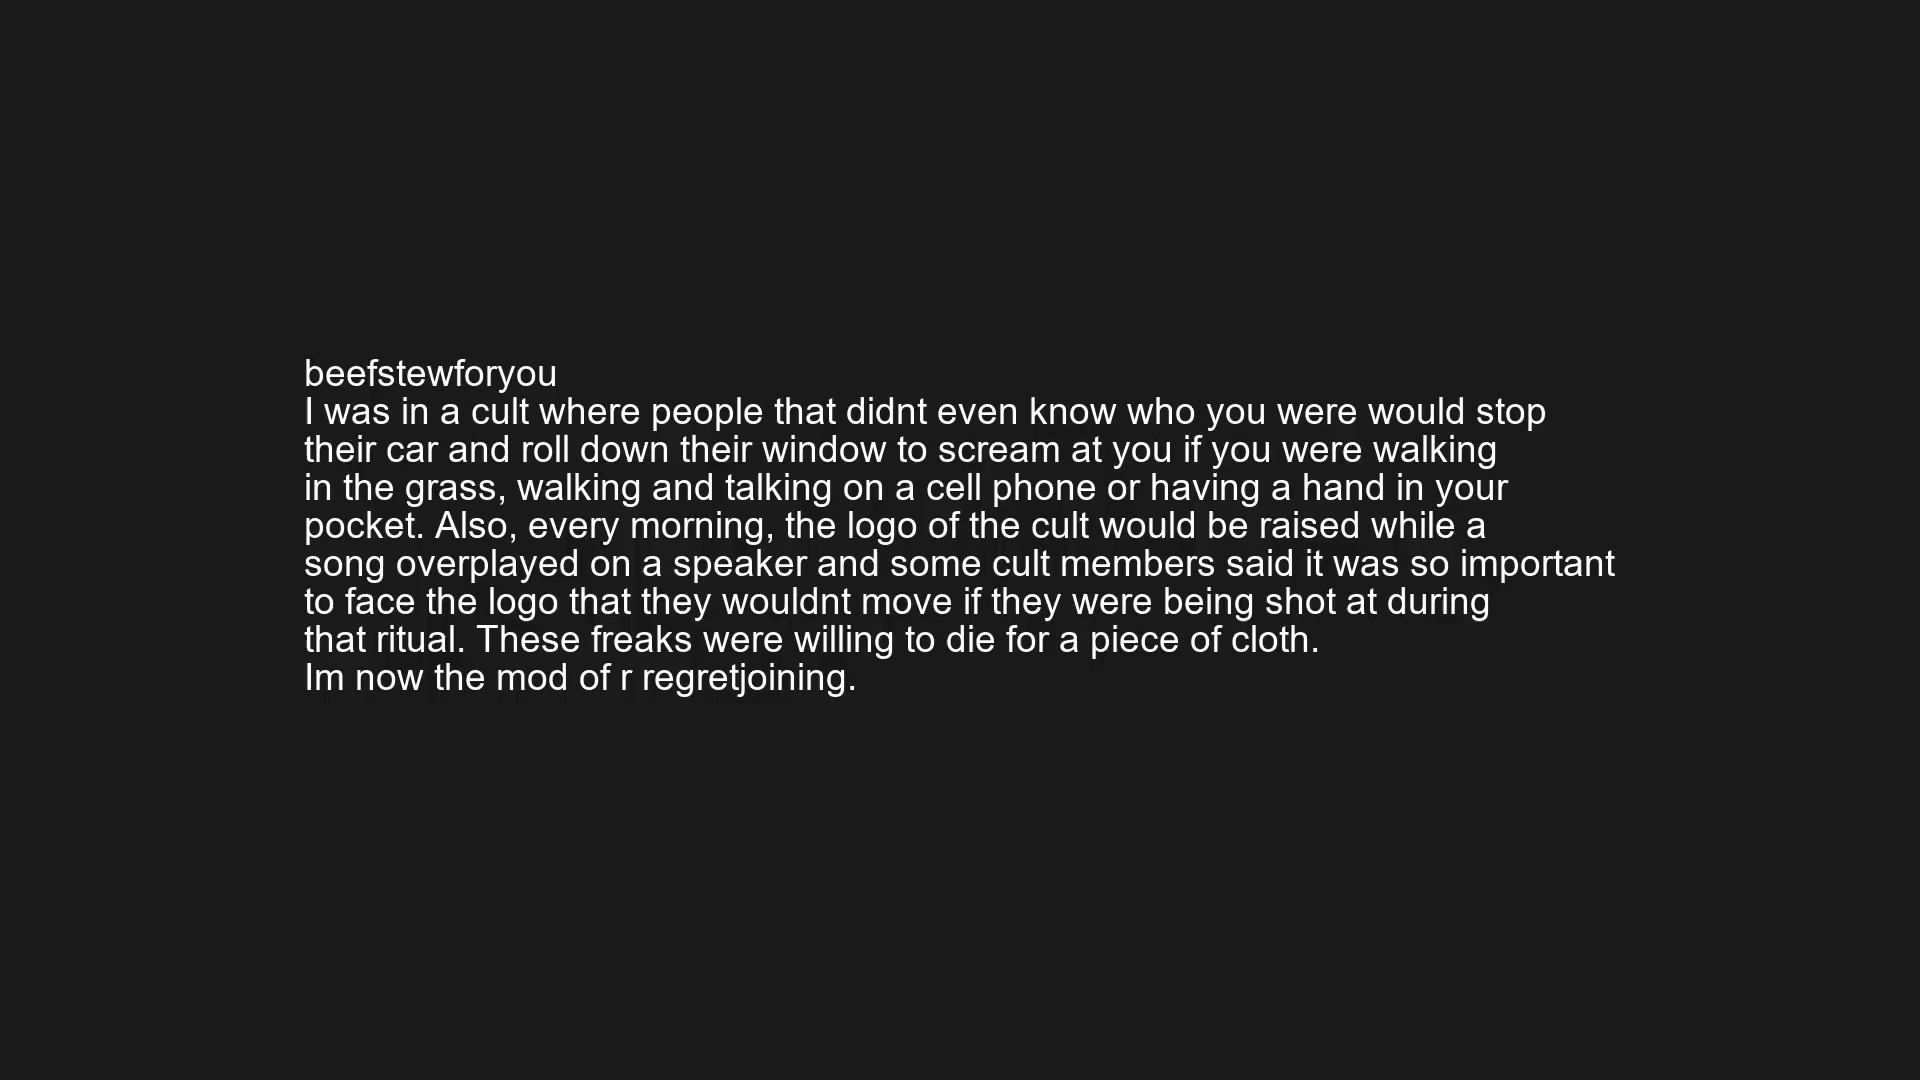 beefstewforyou
I was in a cult where people that didnt even know who you were would stop
their car and roll down their window to scream at you if you were walking
in the grass, walking and talking on a cell phone or having a hand in your
pocket. Also, every morning, the logo of the cult would be raised while a
song overplayed on a speaker and some cult members said it was so important
to face the logo that they wouldnt move if they were being shot at during
that ritual. These freaks were willing to die for a piece of cloth.
Im now the mod of r regretjoining.